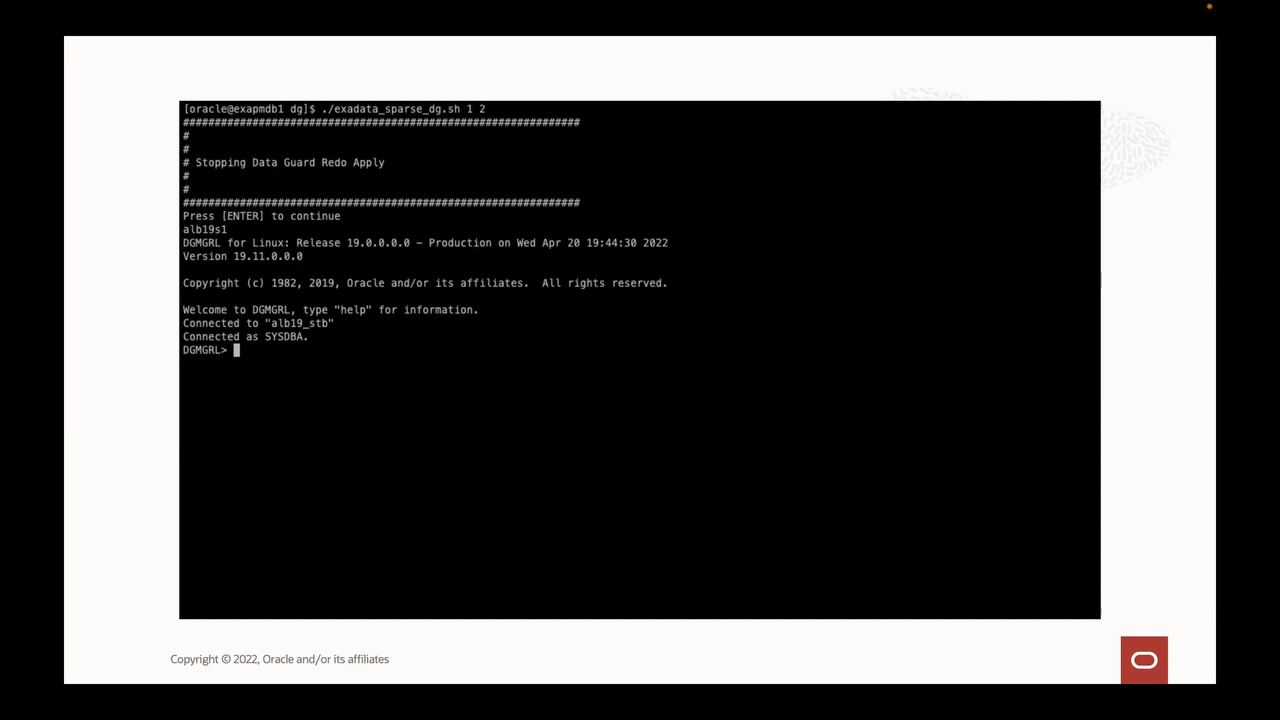 [oracle@exapmdb1 dg]$ ./exadata_sparse_dg.sh 1 2
###############################################################
#
#
# Stopping Data Guard Redo Apply
#
#
###############################################################
Press [ENTER] to continue
alb19s1
DGMGRL for Linux: Release 19.0.0.0.0 - Production on Wed Apr 20 19:44:30 2022
Version 19.11.0.0.0
Copyright (c) 1982, 2019, Oracle and/or its affiliates.  All rights reserved.
Welcome to DGMGRL, type "help" for information.
Connected to "alb19_stb"
Connected as SYSDBA.
DGMGRL>
Copyright © 2022, Oracle and/or its affiliates